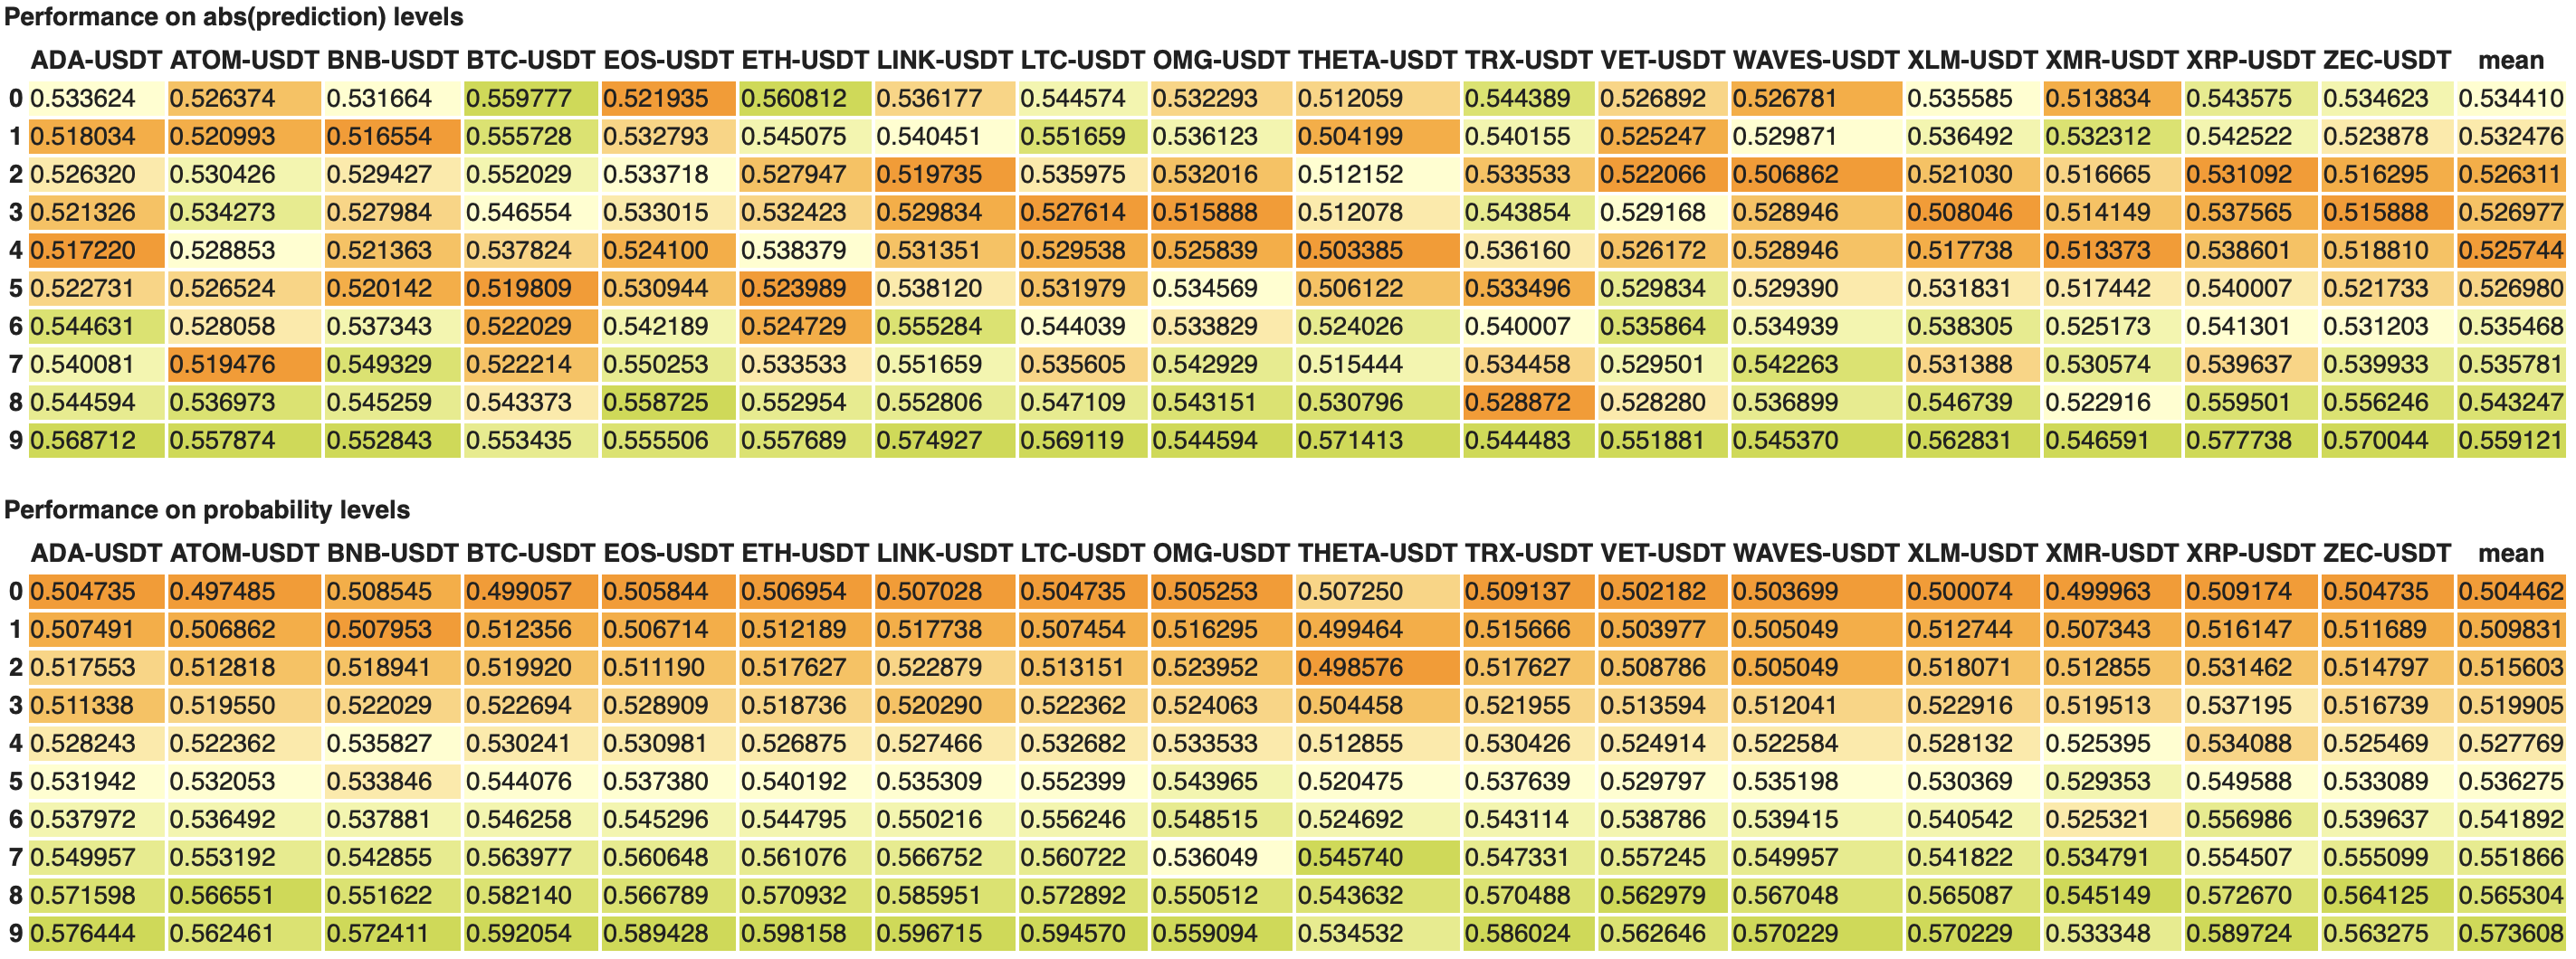 Performance on abs(prediction) levels
ADA-USDT ATOM-USDT BNB-USDT BTC-USDT EOS-USDT ETH-USDT LINK-USDT LTC-USDT OMG-USDT THETA-USDT TRX-USDT VET-USDT WAVES-USDT XLM-USDT XMR-USDT XRP-USDT ZEC-USDT mean
0 0.533624 0.526374 0.531664 0.559777 0.521935 0.560812 0.536177 0.544574 0.532293 0.512059 0.544389 0.526892 0.526781 0.535585 0.513834 0.543575 0.534623 0.534410
1 0.518034 0.520993 0.516554 0.555728 0.532793 0.545075 0.540451 0.551659 0.536123 0.504199 0.540155 0.525247 0.529871 0.536492 0.532312 0.542522 0.523878 0.532476
2 0.526320 0.530426 0.529427 0.552029 0.533718 0.527947 0.519735 0.535975 0.532016 0.512152 0.533533 0.522066 0.506862 0.521030 0.516665 0.531092 0.516295 0.526311
3 0.521326 0.534273 0.527984 0.546554 0.533015 0.532423 0.529834 0.527614 0.515888 0.512078 0.543854 0.529168 0.528946 0.508046 0.514149 0.537565 0.515888 0.526977
4 0.517220 0.528853 0.521363 0.537824 0.524100 0.538379 0.531351 0.529538 0.525839 0.503385 0.536160 0.526172 0.528946 0.517738 0.513373 0.538601 0.518810 0.525744
5 0.522731 0.526524 0.520142 0.519809 0.530944 0.523989 0.538120 0.531979 0.534569 0.506122 0.533496 0.529834 0.529390 0.531831 0.517442 0.540007 0.521733 0.526980
6 0.544631 0.528058 0.537343 0.522029 0.542189 0.524729 0.555284 0.544039 0.533829 0.524026 0.540007 0.535864 0.534939 0.538305 0.525173 0.541301 0.531203 0.535468
7 0.540081 0.519476 0.549329 0.522214 0.550253 0.533533 0.551659 0.535605 0.542929 0.515444 0.534458 0.529501 0.542263 0.531388 0.530574 0.539637 0.539933 0.535781
8 0.544594 0.536973 0.545259 0.543373 0.558725 0.552954 0.552806 0.547109 0.543151 0.530796 0.528872 0.528280 0.536899 0.546739 0.522916 0.559501 0.556246 0.543247
9 0.568712 0.557874 0.552843 0.553435 0.555506 0.557689 0.574927 0.569119 0.544594 0.571413 0.544483 0.551881 0.545370 0.562831 0.546591 0.577738 0.570044 0.559121
Performance on probability levels
ADA-USDT ATOM-USDT BNB-USDT BTC-USDT EOS-USDT ETH-USDT LINK-USDT LTC-USDT OMG-USDT THETA-USDT TRX-USDT VET-USDT WAVES-USDT XLM-USDT XMR-USDT XRP-USDT ZEC-USDT mean
0 0.504735 0.497485 0.508545 0.499057 0.505844 0.506954 0.507028 0.504735 0.505253 0.507250 0.509137 0.502182 0.503699 0.500074 0.499963 0.509174 0.504735 0.504462
1 0.507491 0.506862 0.507953 0.512356 0.506714 0.512189 0.517738 0.507454 0.516295 0.499464 0.515666 0.503977 0.505049 0.512744 0.507343 0.516147 0.511689 0.509831
2 0.517553 0.512818 0.518941 0.519920 0.511190 0.517627 0.522879 0.513151 0.523952 0.498576 0.517627 0.508786 0.505049 0.518071 0.512855 0.531462 0.514797 0.515603
3 0.511338 0.519550 0.522029 0.522694 0.528909 0.518736 0.520290 0.522362 0.524063 0.504458 0.521955 0.513594 0.512041 0.522916 0.519513 0.537195 0.516739 0.519905
4 0.528243 0.522362 0.535827 0.530241 0.530981 0.526875 0.527466 0.532682 0.533533 0.512855 0.530426 0.524914 0.522584 0.528132 0.525395 0.534088 0.525469 0.527769
5 0.531942 0.532053 0.533846 0.544076 0.537380 0.540192 0.535309 0.552399 0.543965 0.520475 0.537639 0.529797 0.535198 0.530369 0.529353 0.549588 0.533089 0.536275
6 0.537972 0.536492 0.537881 0.546258 0.545296 0.544795 0.550216 0.556246 0.548515 0.524692 0.543114 0.538786 0.539415 0.540542 0.525321 0.556986 0.539637 0.541892
7 0.549957 0.553192 0.542855 0.563977 0.560648 0.561076 0.566752 0.560722 0.536049 0.545740 0.547331 0.557245 0.549957 0.541822 0.534791 0.554507 0.555099 0.551866
8 0.571598 0.566551 0.551622 0.582140 0.566789 0.570932 0.585951 0.572892 0.550512 0.543632 0.570488 0.562979 0.567048 0.565087 0.545149 0.572670 0.564125 0.565304
9 0.576444 0.562461 0.572411 0.592054 0.589428 0.598158 0.596715 0.594570 0.559094 0.534532 0.586024 0.562646 0.570229 0.570229 0.533348 0.589724 0.563275 0.573608